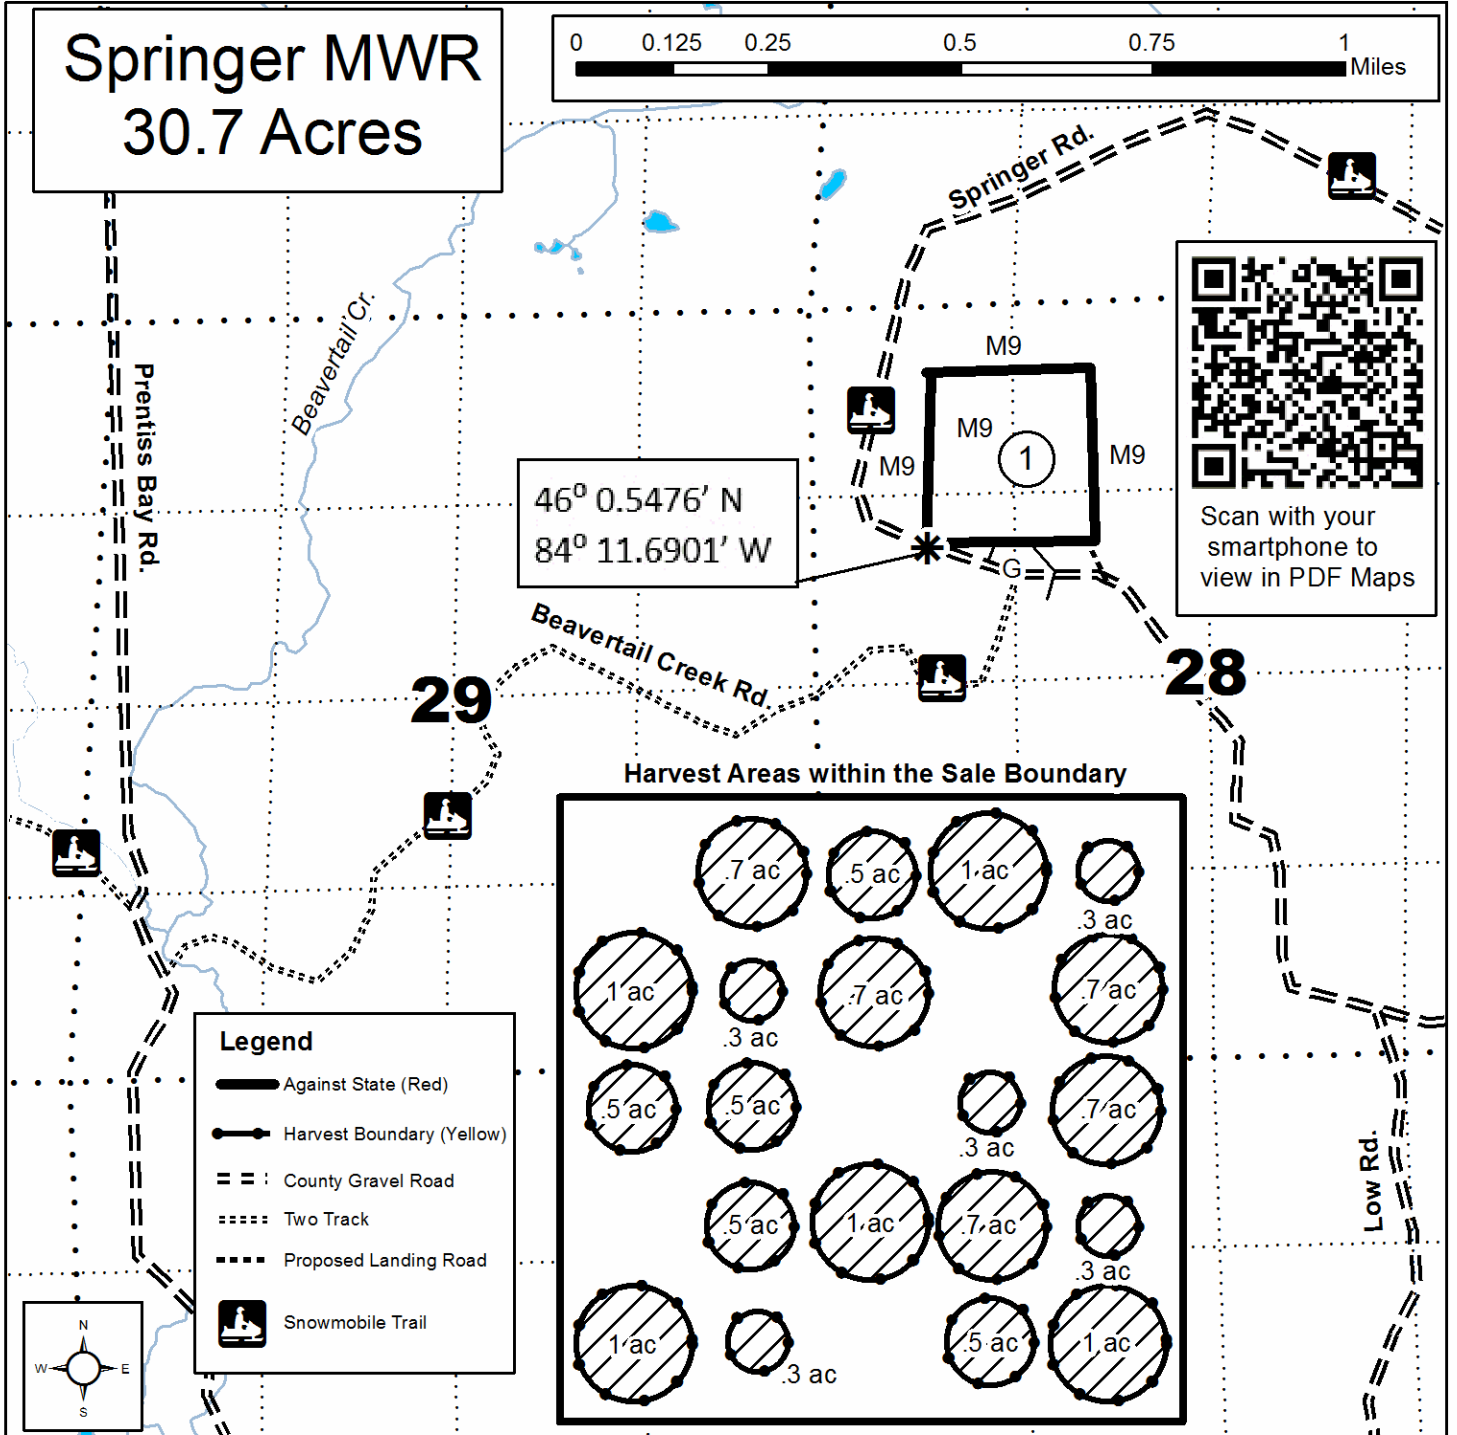 Springer MWR
30.7 Acres
0 0.125 0.25 0.5 0.75 1
Miles
Springer Rd.
Beavertail Cr.
Prentiss Bay Rd.
M9
M9
M9
M9
1
46⁰ 0.5476’ N
84⁰ 11.6901’ W
G
Scan with your
smartphone to
view in PDF Maps
Beavertail Creek Rd.
29
28
Low Rd.
Harvest Areas within the Sale Boundary
.7 ac
.5 ac
1 ac
.3 ac
1 ac
.3 ac
.7 ac
.7 ac
.5 ac
.5 ac
.3 ac
.7 ac
.5 ac
1 ac
.7 ac
.3 ac
1 ac
.3 ac
.5 ac
1 ac
Legend
Against State (Red)
Harvest Boundary (Yellow)
County Gravel Road
Two Track
Proposed Landing Road
Snowmobile Trail
N
W E
S